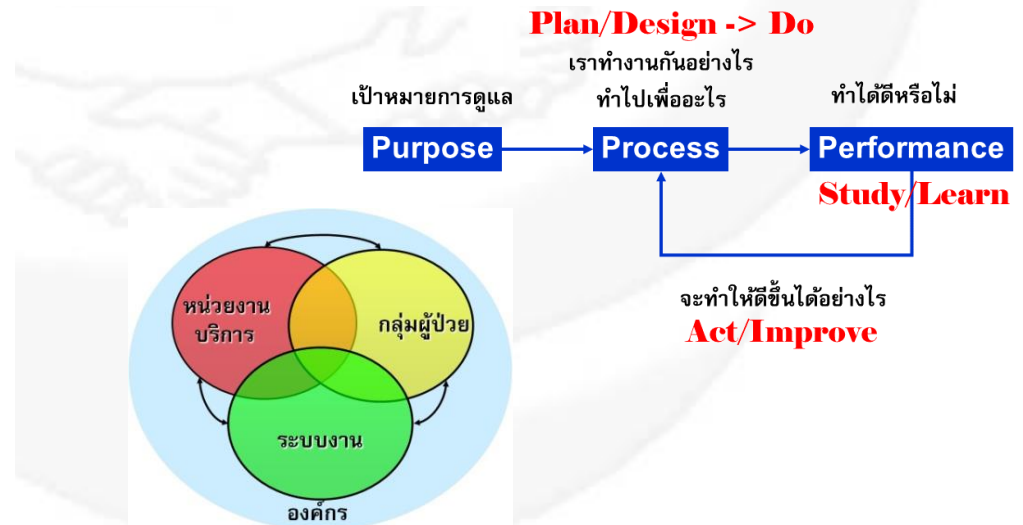 Plan/Design -> Do
เราทำงานกันอย่างไร
ทำไปเพื่ออะไร
เป้าหมายการดูแล
ทำได้ดีหรือไม่
Purpose
Process
Performance
Study/Learn
จะทำให้ดีขึ้นได้อย่างไร
Act/Improve
หน่วยงาน
บริการ
กลุ่มผู้ป่วย
ระบบงาน
องค์กร